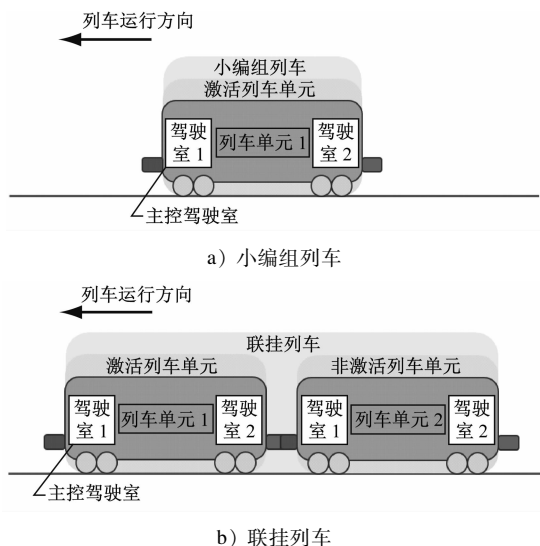 列车运行方向
小编组列车
激活列车单元
驾驶
室 1
列车单元 1
驾驶
室 2
主控驾驶室
a）小编组列车
列车运行方向
联挂列车
激活列车单元
非激活列车单元
驾驶
室 1
列车单元 1
驾驶
室 2
驾驶
室 1
列车单元 2
驾驶
室 2
主控驾驶室
b）联挂列车